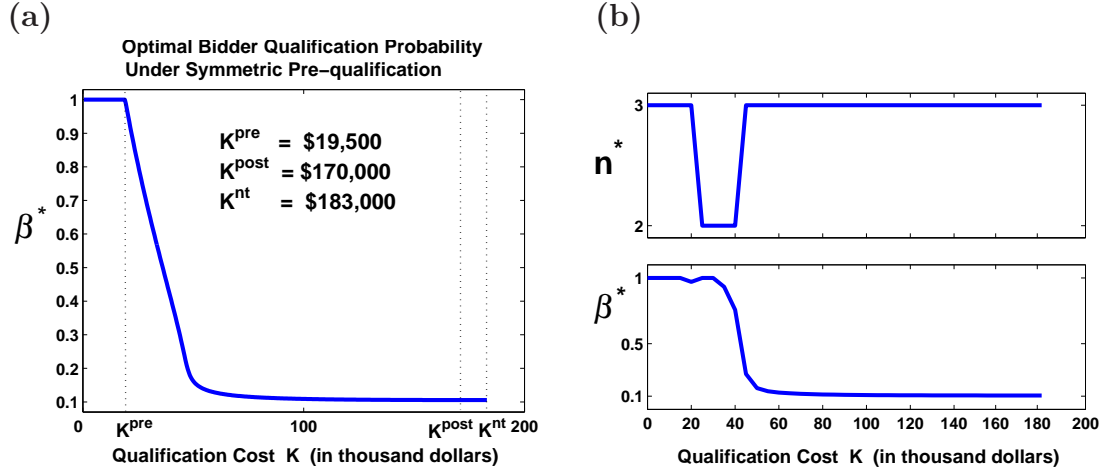 (a)
Optimal Bidder Qualification Probability
Under Symmetric Pre−qualification
1
0.9
0.8
0.7
0.6
0.5
0.4
0.3
0.2
0.1
β*
K^pre = $19,500
K^post = $170,000
K^nt = $183,000
0 100 200
K^pre K^post K^nt
Qualification Cost K (in thousand dollars)
(b)
3
2
n*
1
0.5
0.1
β*
0 20 40 60 80 100 120 140 160 180 200
Qualification Cost K (in thousand dollars)